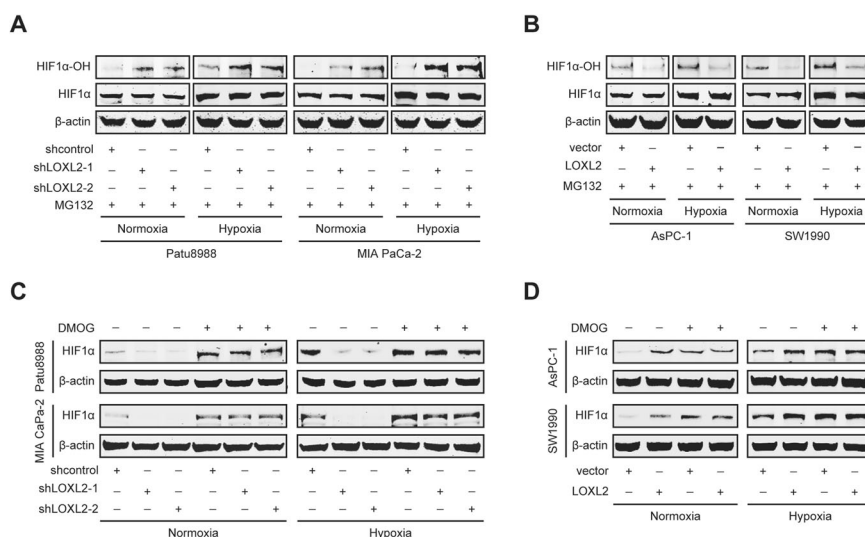 A
HIF1α-OH
HIF1α
β-actin
shcontrol + – – + – – + – – + – –
shLOXL2-1 – + – – + – – + – – + –
shLOXL2-2 – – + – – + – – + – – +
MG132 + + + + + + + + + + + +
Normoxia Hypoxia Normoxia Hypoxia
Patu8988 MIA PaCa-2
B
HIF1α-OH
HIF1α
β-actin
vector + – + – + – + –
LOXL2 – + – + – + – +
MG132 + + + + + + + +
Normoxia Hypoxia Normoxia Hypoxia
AsPC-1 SW1990
C
DMOG – – – + + + – – – + + +
Patu8988
HIF1α
β-actin
MIA CaPa-2
HIF1α
β-actin
shcontrol + – – + – – + – – + – –
shLOXL2-1 – + – – + – – + – – + –
shLOXL2-2 – – + – – + – – + – – +
Normoxia Hypoxia
D
DMOG – – + + – – + +
AsPC-1
HIF1α
β-actin
SW1990
HIF1α
β-actin
vector + – + – + – + –
LOXL2 – + – + – + – +
Normoxia Hypoxia